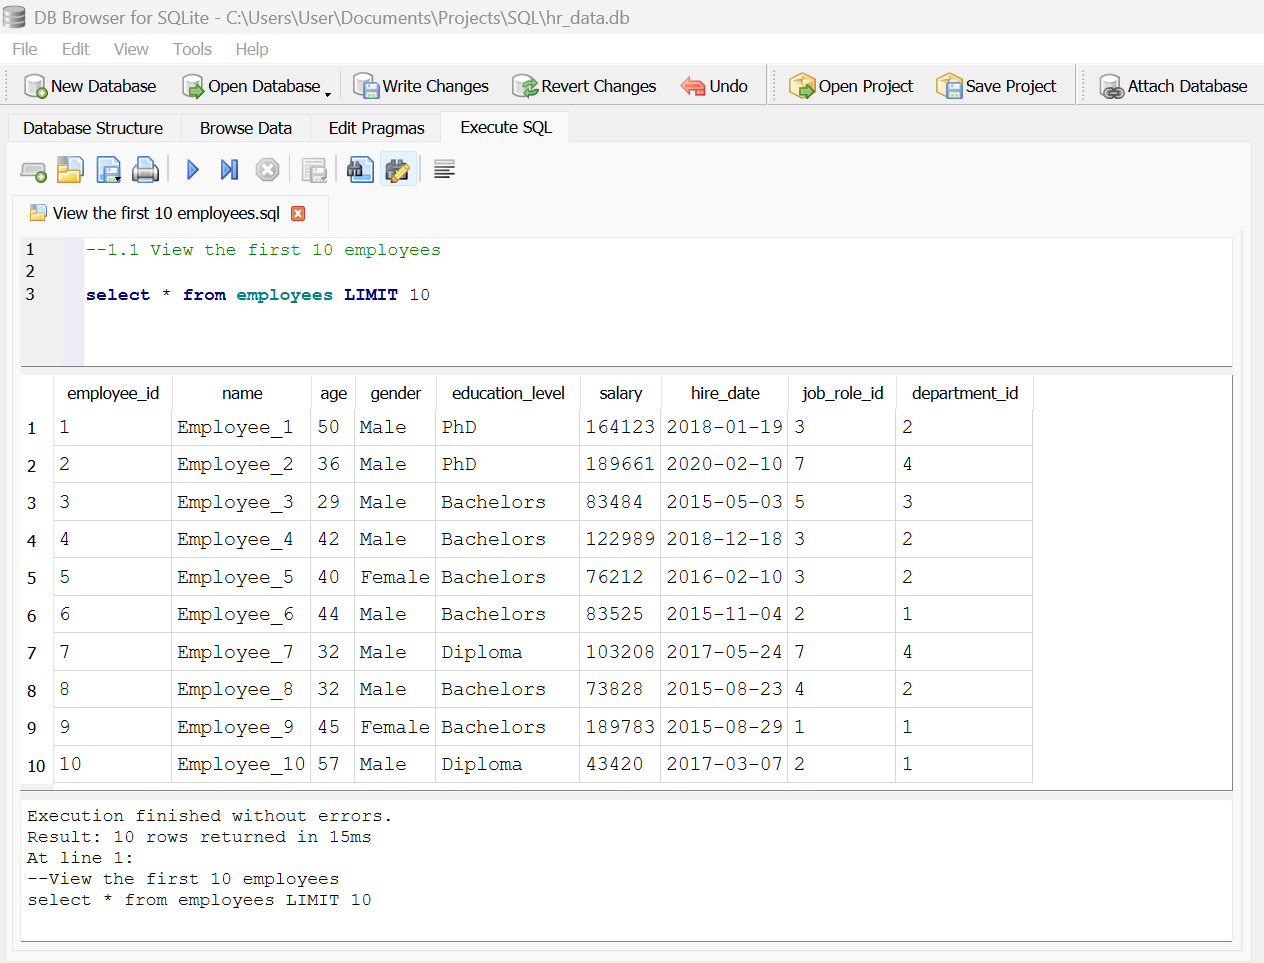 DB Browser for SQLite - C:\Users\User\Documents\Projects\SQL\hr_data.db
File Edit View Tools Help
New Database Open Database Write Changes Revert Changes Undo Open Project Save Project Attach Database
Database Structure Browse Data Edit Pragmas Execute SQL
View the first 10 employees.sql
1 --1.1 View the first 10 employees
2
3 select * from employees LIMIT 10
employee_id name age gender education_level salary hire_date job_role_id department_id
1 1 Employee_1 50 Male PhD 164123 2018-01-19 3 2
2 2 Employee_2 36 Male PhD 189661 2020-02-10 7 4
3 3 Employee_3 29 Male Bachelors 83484 2015-05-03 5 3
4 4 Employee_4 42 Male Bachelors 122989 2018-12-18 3 2
5 5 Employee_5 40 Female Bachelors 76212 2016-02-10 3 2
6 6 Employee_6 44 Male Bachelors 83525 2015-11-04 2 1
7 7 Employee_7 32 Male Diploma 103208 2017-05-24 7 4
8 8 Employee_8 32 Male Bachelors 73828 2015-08-23 4 2
9 9 Employee_9 45 Female Bachelors 189783 2015-08-29 1 1
10 10 Employee_10 57 Male Diploma 43420 2017-03-07 2 1
Execution finished without errors.
Result: 10 rows returned in 15ms
At line 1:
--View the first 10 employees
select * from employees LIMIT 10